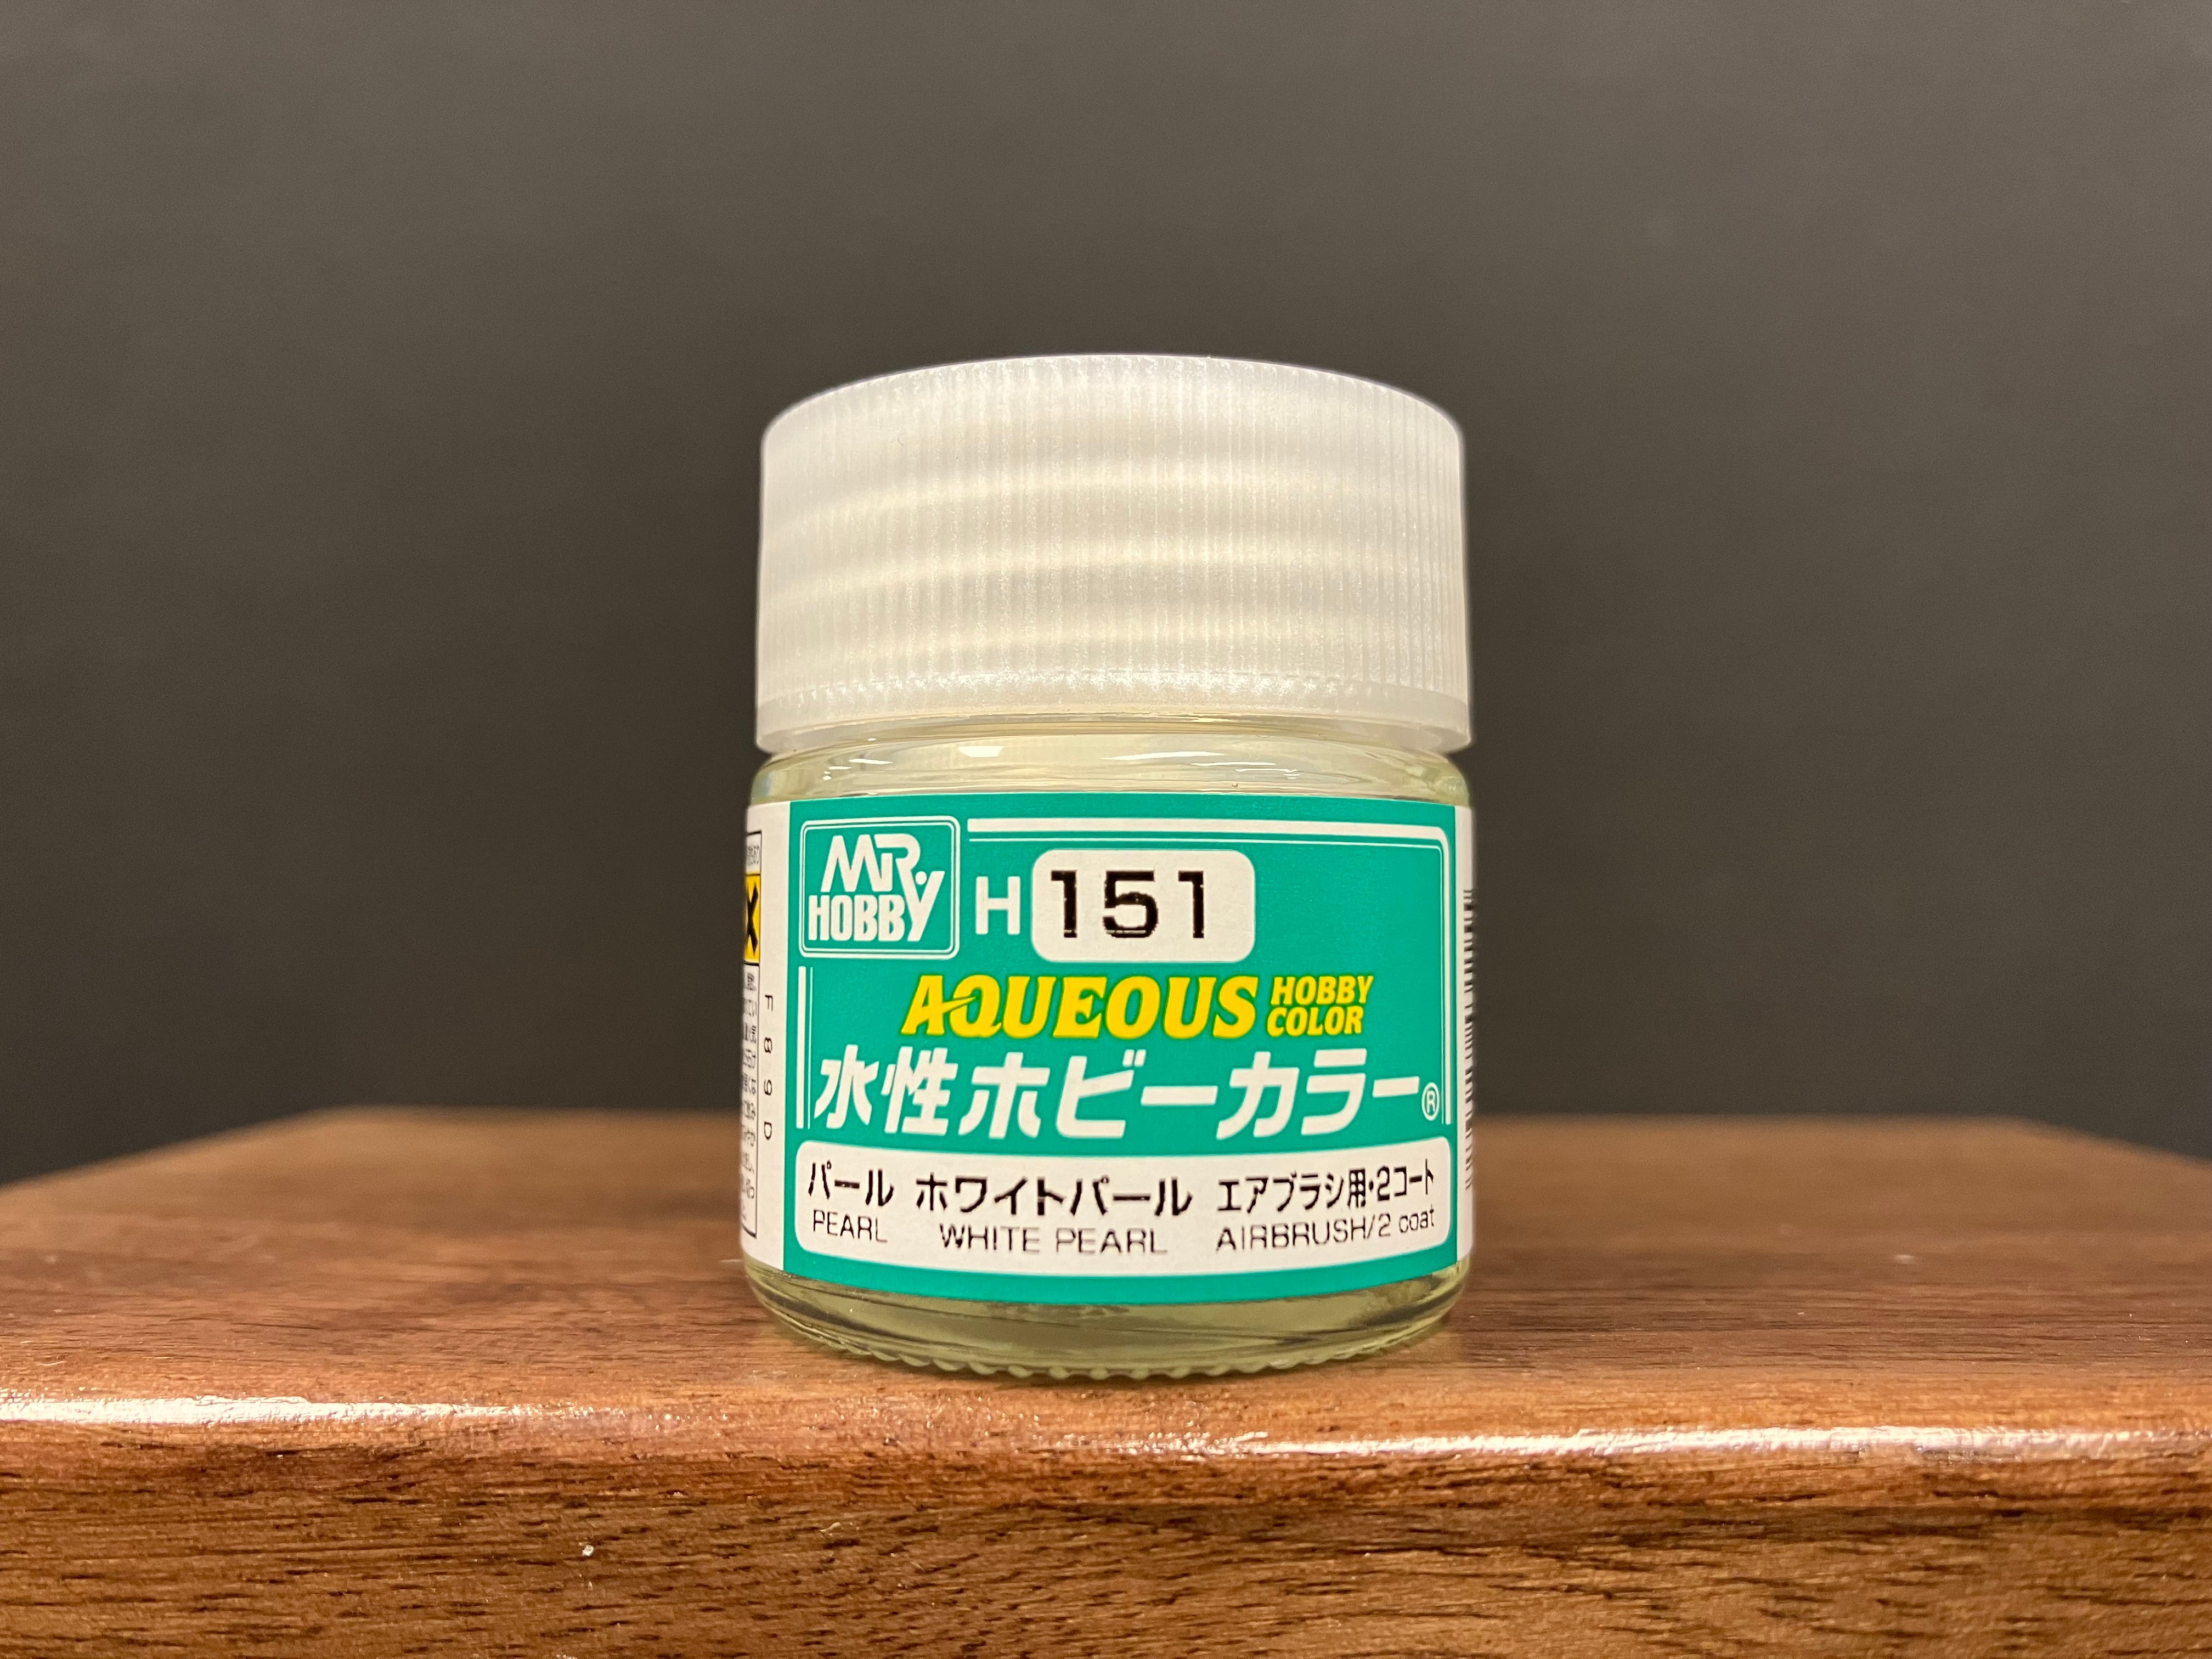 MR HOBBY
H 151
AQUEOUS HOBBY COLOR
水性ホビーカラー®
パール ホワイトパール エアブラシ用・2コート
PEARL WHITE PEARL AIRBRUSH/2 coat
F89D